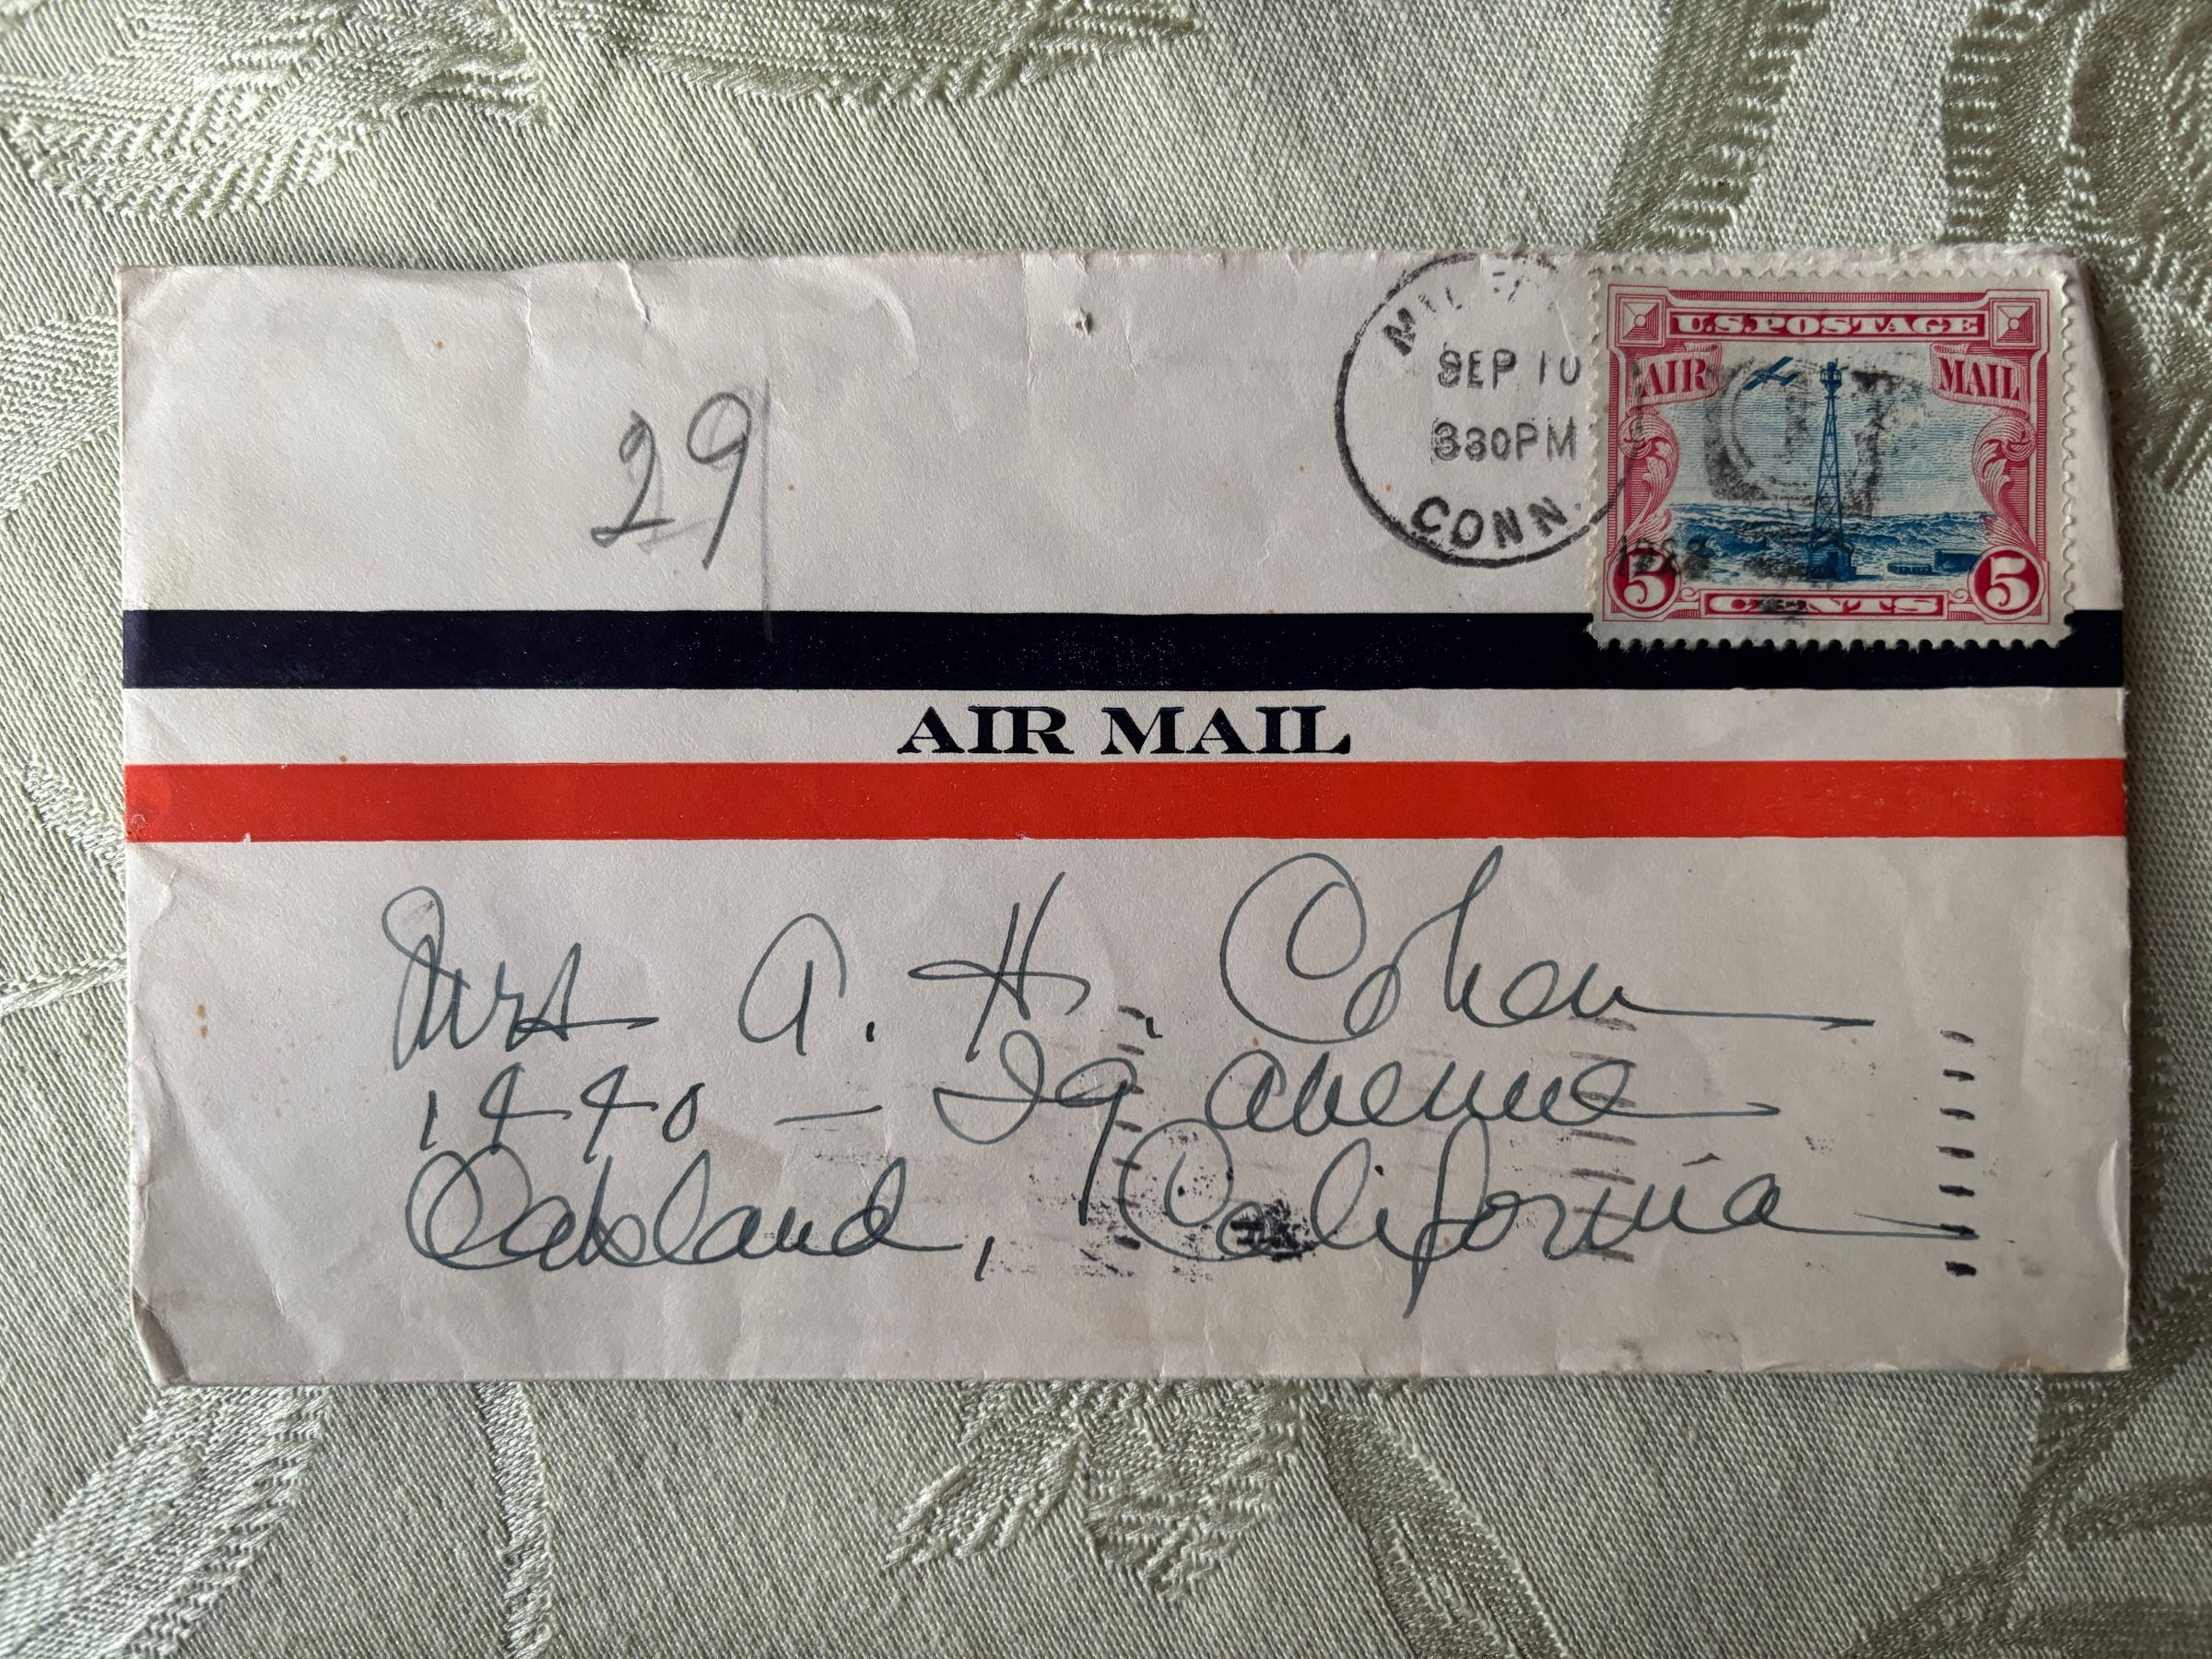 29
SEP 10
330PM
CONN.
U.S. POSTAGE
AIR MAIL
5 CENTS 5
AIR MAIL
Mrs A. H. Cohen
1440 — 29 avenue
Oakland, California